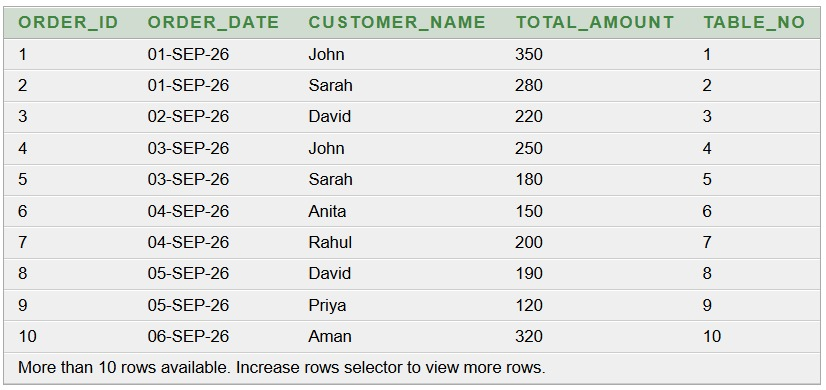 ORDER_ID ORDER_DATE CUSTOMER_NAME TOTAL_AMOUNT TABLE_NO
1 01-SEP-26 John 350 1
2 01-SEP-26 Sarah 280 2
3 02-SEP-26 David 220 3
4 03-SEP-26 John 250 4
5 03-SEP-26 Sarah 180 5
6 04-SEP-26 Anita 150 6
7 04-SEP-26 Rahul 200 7
8 05-SEP-26 David 190 8
9 05-SEP-26 Priya 120 9
10 06-SEP-26 Aman 320 10
More than 10 rows available. Increase rows selector to view more rows.